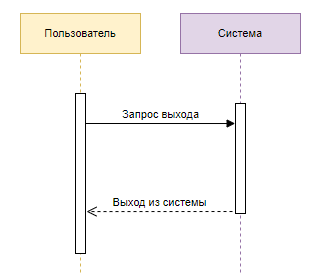 Пользователь
Система
Запрос выхода
Выход из системы